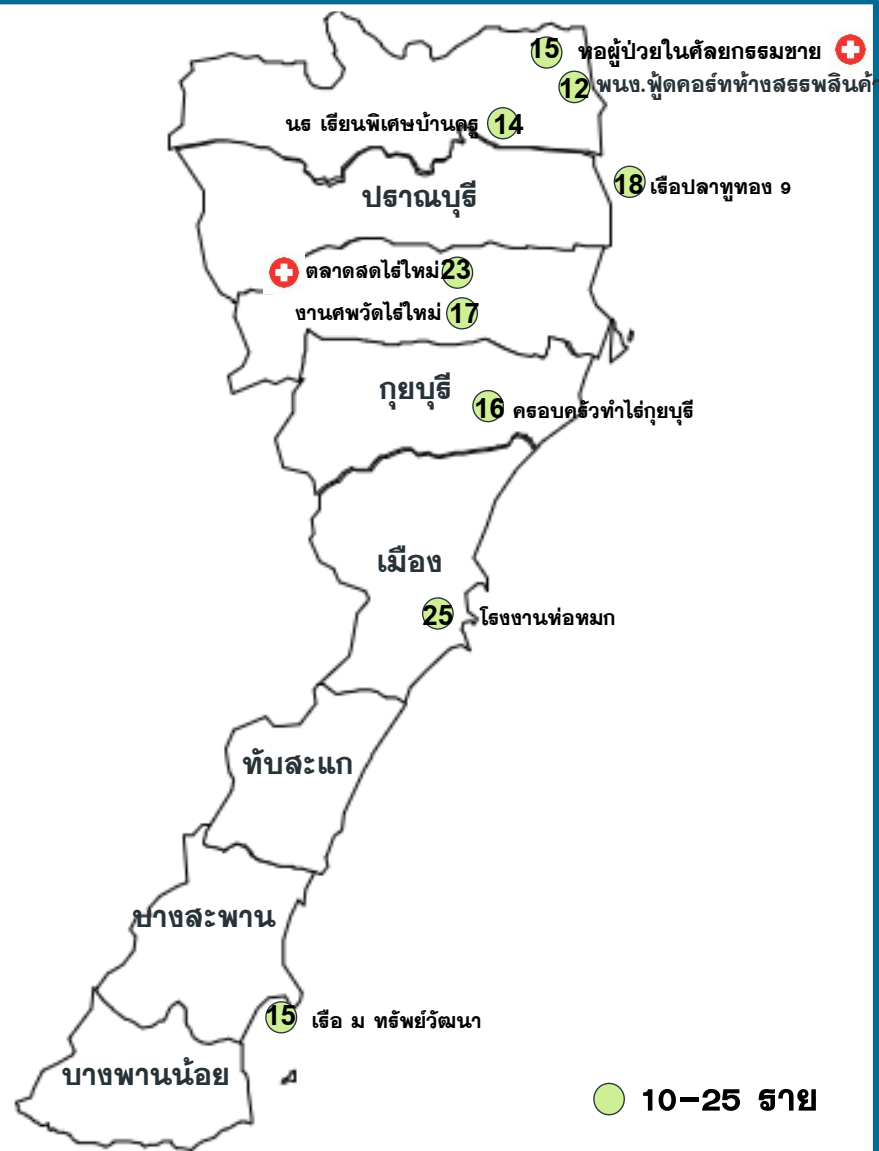 15 หอผู้ป่วยในศัลยกรรมชาย
12 พนง.ฟู้ดคอร์ทห้างสรรพสินค้า
นร เรียนพิเศษบ้านครู 14
18 เรือปลาทูทอง 9
ปราณบุรี
ตลาดสดไร่ใหม่ 23
งานศพวัดไร่ใหม่ 17
กุยบุรี
16 ครอบครัวทำไร่กุยบุรี
เมือง
25 โรงงานห่อหมก
ทับสะแก
บางสะพาน
15 เรือ ม ทรัพย์วัฒนา
บางพานน้อย
10-25 ราย